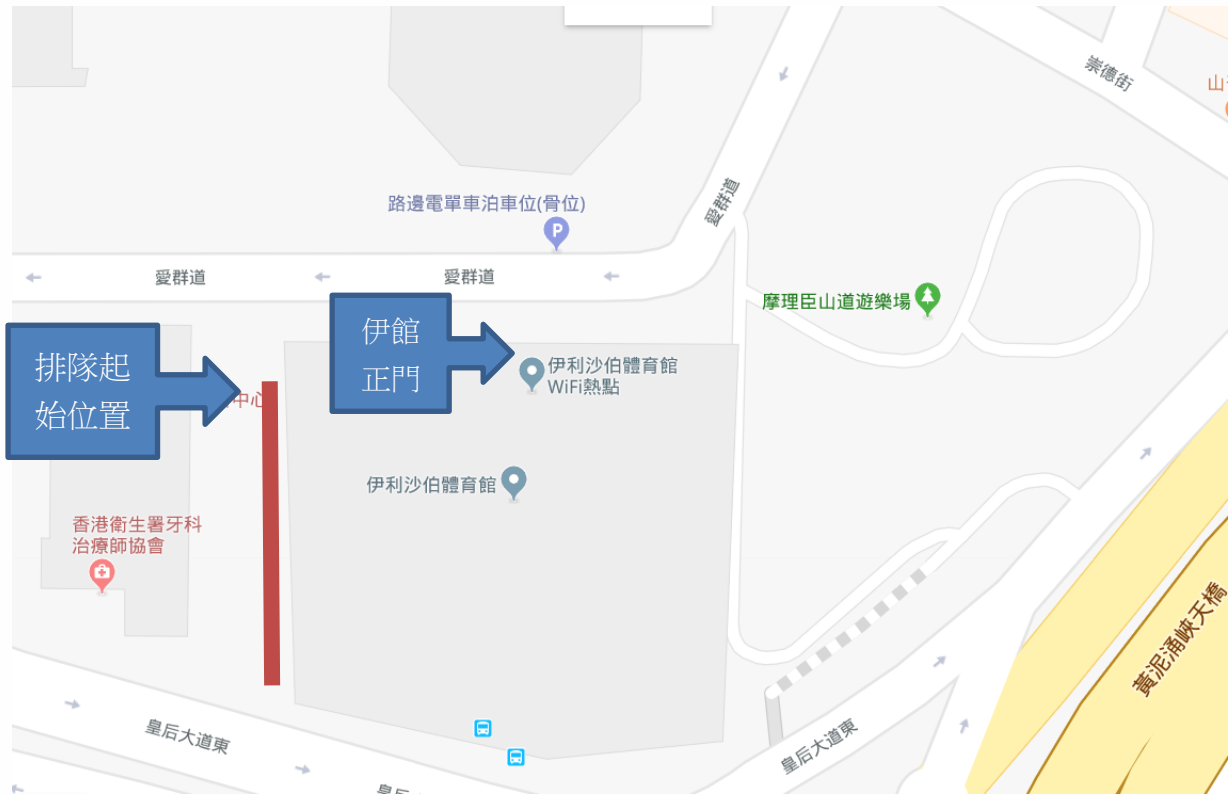 崇德街
山
路邊電單車泊車位(骨位)
P
愛群道
愛群道
愛群道
摩理臣山道遊樂場
伊館
正門
排隊起
始位置
中心
伊利沙伯體育館
WiFi熱點
伊利沙伯體育館
香港衛生署牙科
治療師協會
黃泥涌峽天橋
皇后大道東
皇后大道東
皇后